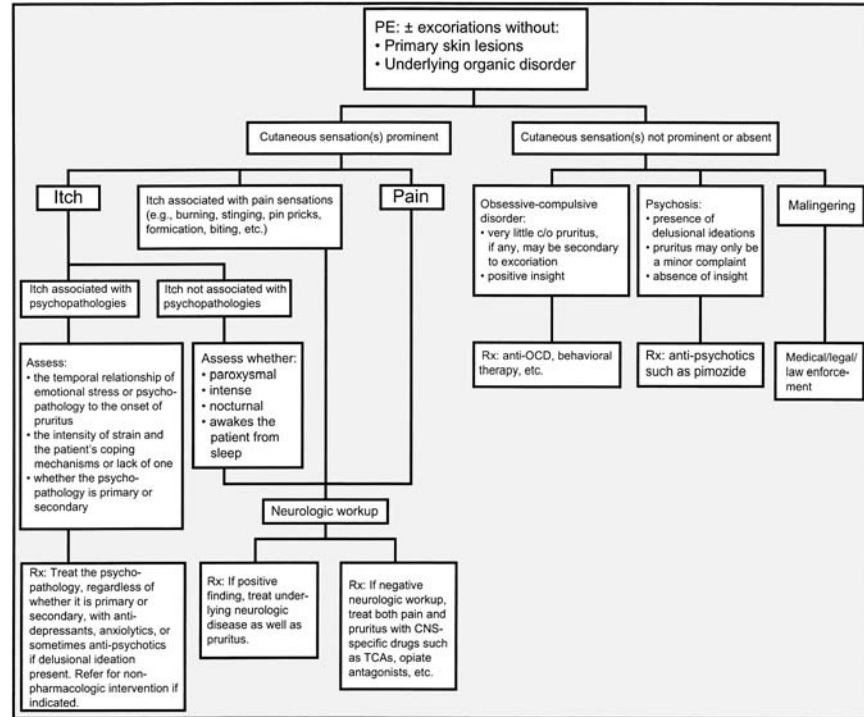 PE: ± excoriations without:
• Primary skin lesions
• Underlying organic disorder
Cutaneous sensation(s) prominent
Cutaneous sensation(s) not prominent or absent
Itch
Itch associated with pain sensations
(e.g., burning, stinging, pin pricks,
formication, biting, etc.)
Pain
Obsessive-compulsive
disorder:
• very little c/o pruritus,
if any, may be secondary
to excoriation
• positive insight
Psychosis:
• presence of
delusional ideations
• pruritus may only be
a minor complaint
• absence of insight
Malingering
Itch associated with
psychopathologies
Itch not associated with
psychopathologies
Rx: anti-OCD, behavioral
therapy, etc.
Rx: anti-psychotics
such as pimozide
Medical/legal/
law enforce-
ment
Assess:
• the temporal relationship of
emotional stress or psycho-
pathology to the onset of
pruritus
• the intensity of strain and
the patient's coping
mechanisms or lack of one
• whether the psycho-
pathology is primary or
secondary
Assess whether:
• paroxysmal
• intense
• nocturnal
• awakes the
patient from
sleep
Neurologic workup
Rx: Treat the psycho-
pathology, regardless of
whether it is primary or
secondary, with anti-
depressants, anxiolytics, or
sometimes anti-psychotics
if delusional ideation
present. Refer for non-
pharmacologic intervention if
indicated.
Rx: If positive
finding, treat under-
lying neurologic
disease as well as
pruritus.
Rx: If negative
neurologic workup,
treat both pain and
pruritus with CNS-
specific drugs such
as TCAs, opiate
antagonists, etc.